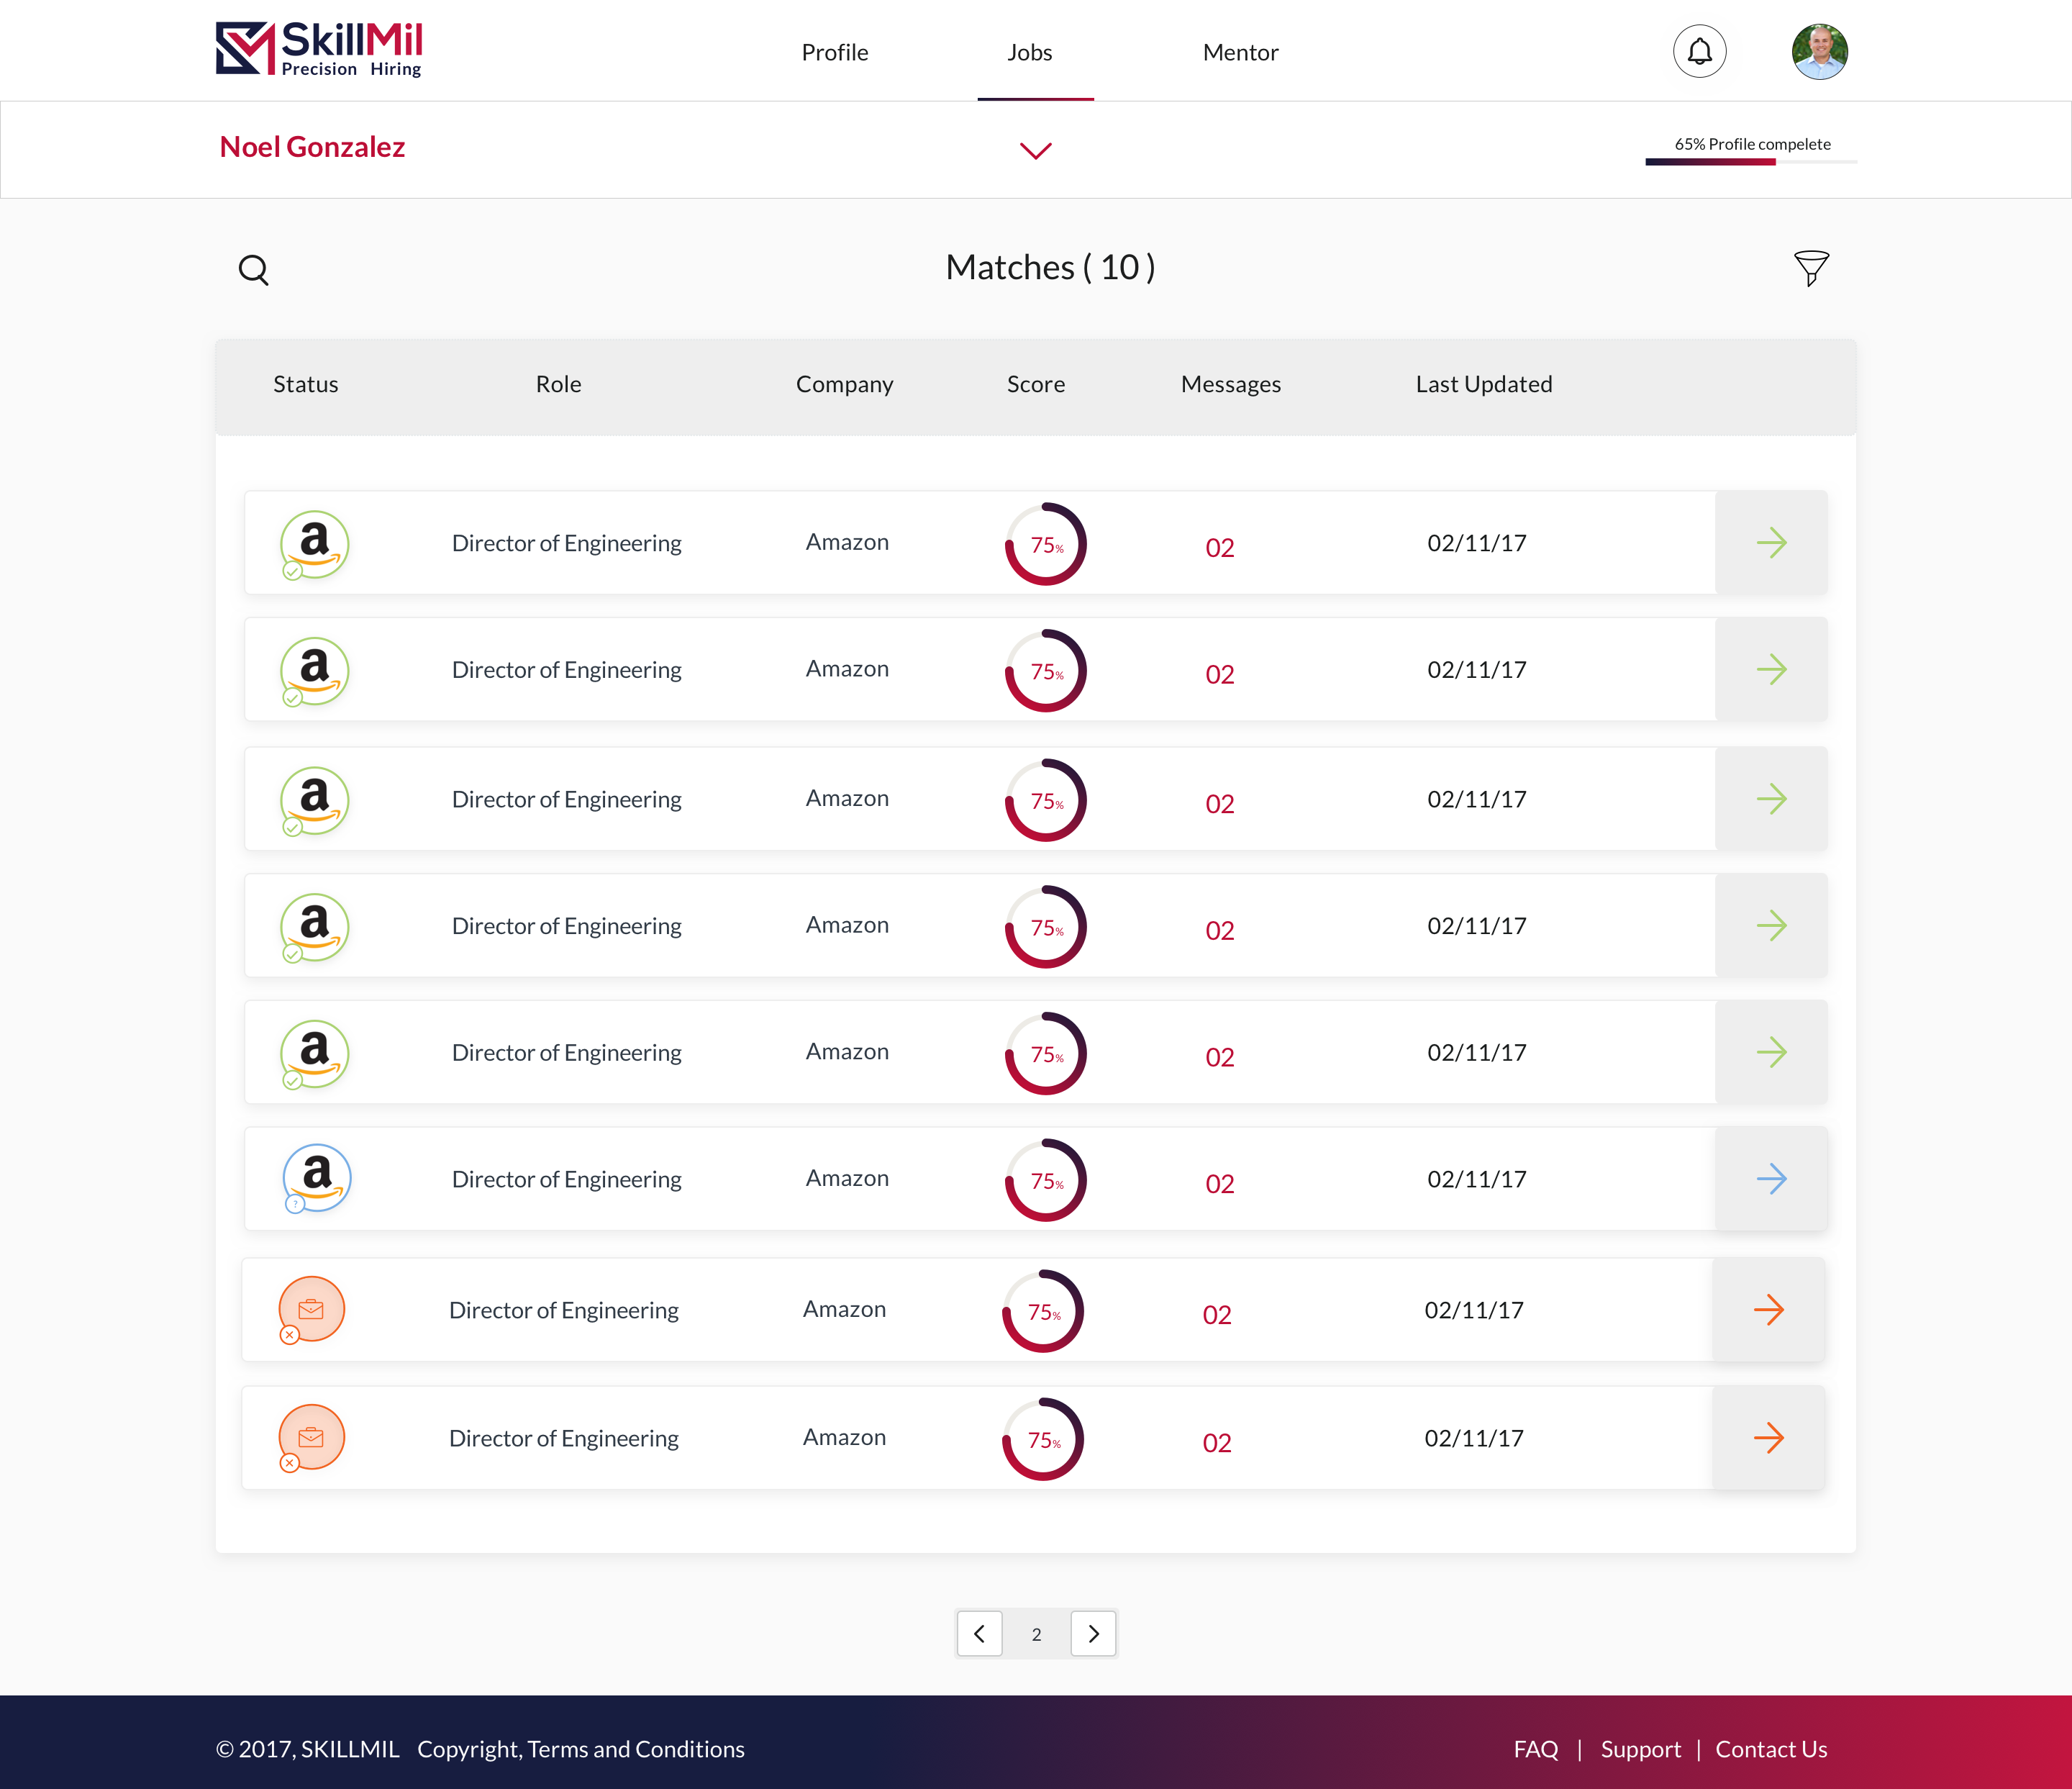 SkillMil
Precision Hiring
Profile Jobs Mentor
Noel Gonzalez
65% Profile compelete
Matches ( 10 )
Status Role Company Score Messages Last Updated
a Director of Engineering Amazon 75% 02 02/11/17
a Director of Engineering Amazon 75% 02 02/11/17
a Director of Engineering Amazon 75% 02 02/11/17
a Director of Engineering Amazon 75% 02 02/11/17
a Director of Engineering Amazon 75% 02 02/11/17
a ? Director of Engineering Amazon 75% 02 02/11/17
Director of Engineering Amazon 75% 02 02/11/17
Director of Engineering Amazon 75% 02 02/11/17
2
© 2017, SKILLMIL Copyright, Terms and Conditions FAQ | Support | Contact Us